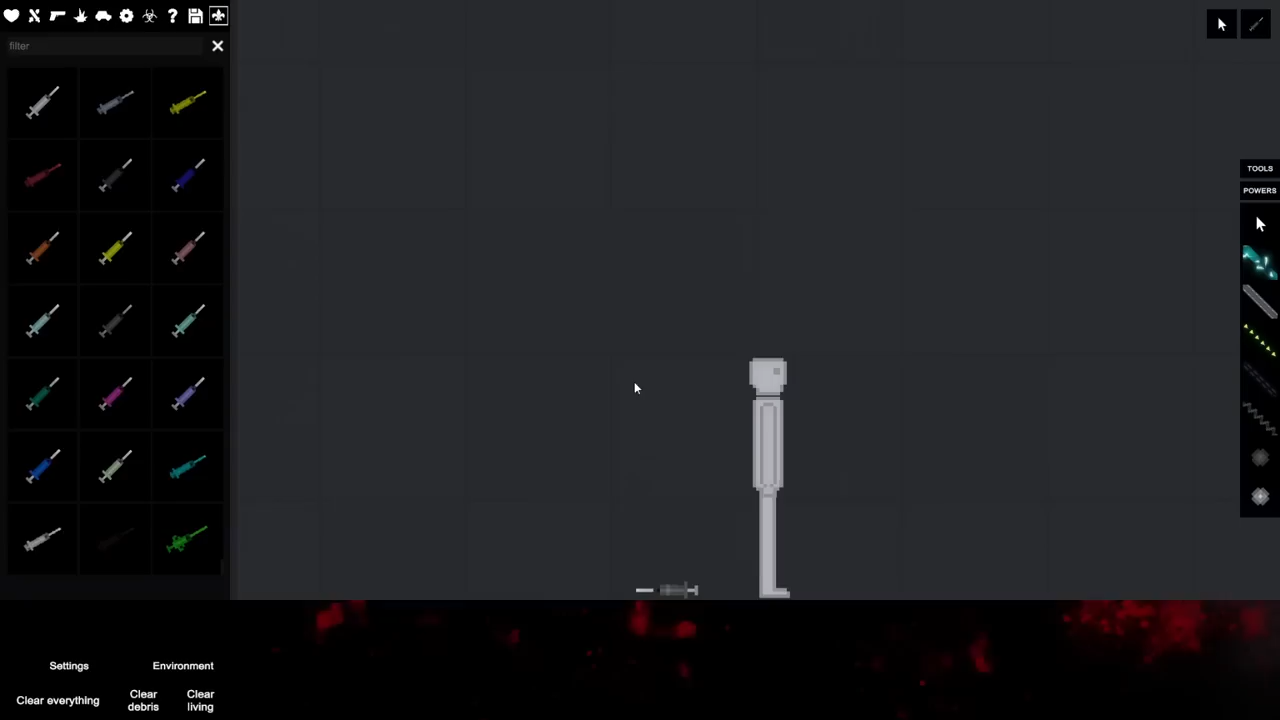 filter
TOOLS
POWERS
Settings
Environment
Clear everything
Clear debris
Clear living